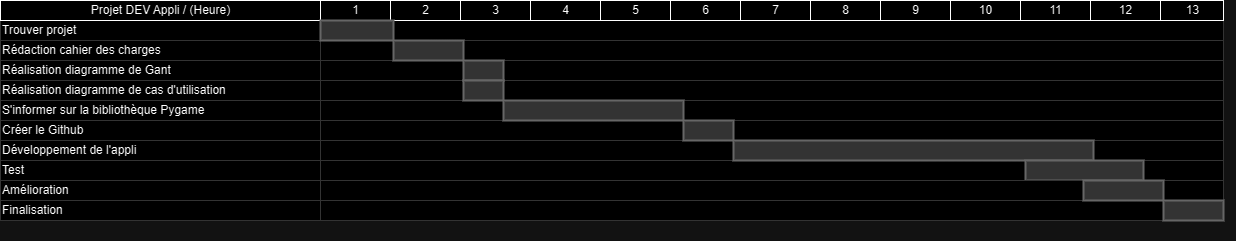 Projet DEV Appli / (Heure) 1 2 3 4 5 6 7 8 9 10 11 12 13
Trouver projet
Rédaction cahier des charges
Réalisation diagramme de Gant
Réalisation diagramme de cas d'utilisation
S'informer sur la bibliothèque Pygame
Créer le Github
Développement de l'appli
Test
Amélioration
Finalisation